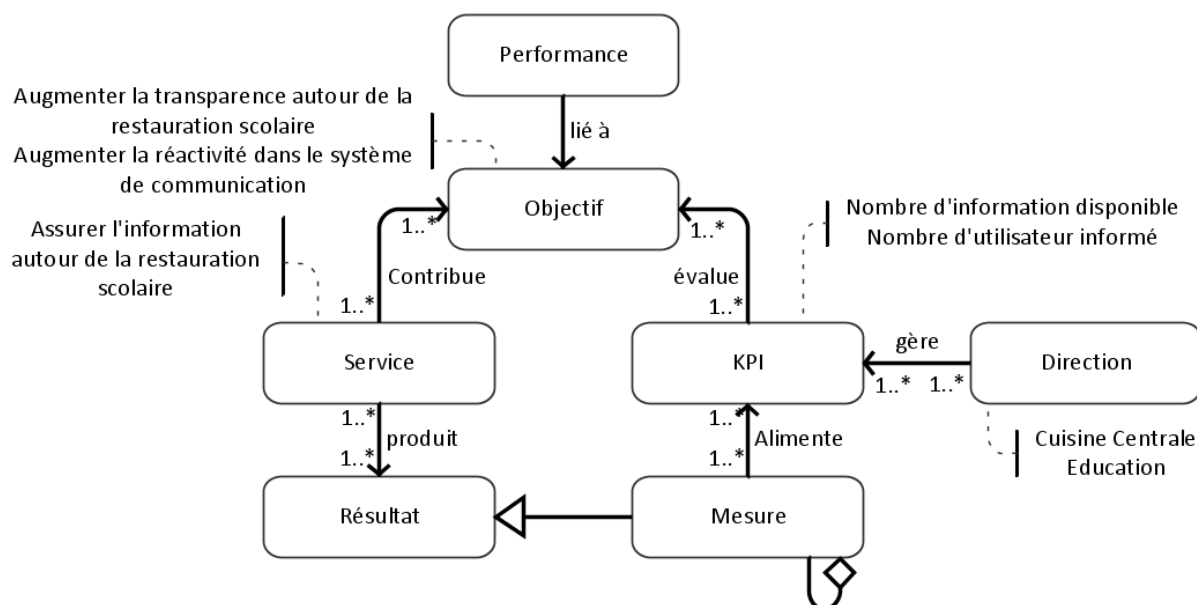 Performance
Augmenter la transparence autour de la
restauration scolaire
Augmenter la réactivité dans le système
de communication
lié à
Objectif
1..*
1..*
Assurer l'information
autour de la restauration
scolaire
Nombre d'information disponible
Nombre d'utilisateur informé
Contribue
évalue
1..*
1..*
Service
KPI
gère
Direction
1..*
1..*
1..*
produit
1..*
1..*
Alimente
1..*
Cuisine Centrale
Education
Résultat
Mesure